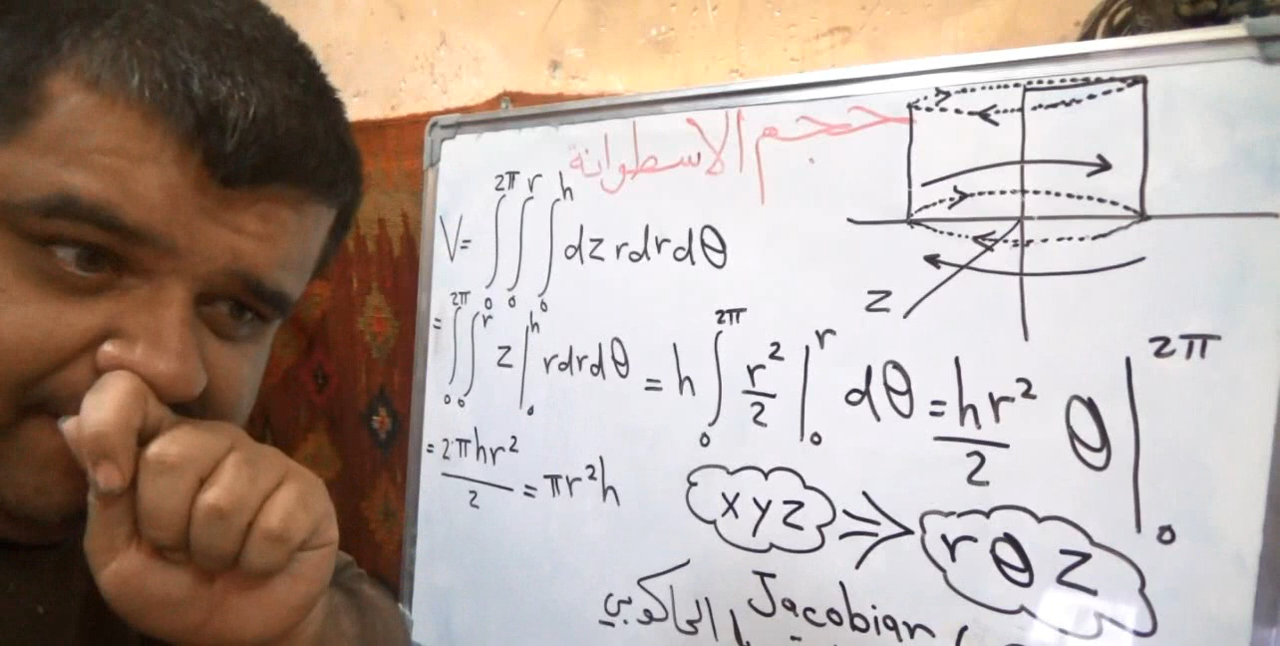 حجم الاسطوانة
V= ∫₀^2π ∫₀^r ∫₀^h dz rdrdθ
= ∫₀^2π ∫₀^r z |₀^h rdrdθ = h ∫₀^2π r²/2 |₀^r dθ = hr²/2 θ |₀^2π
= 2πhr²/2 = πr²h
xyz ⇒ rθz
Jacobian
z